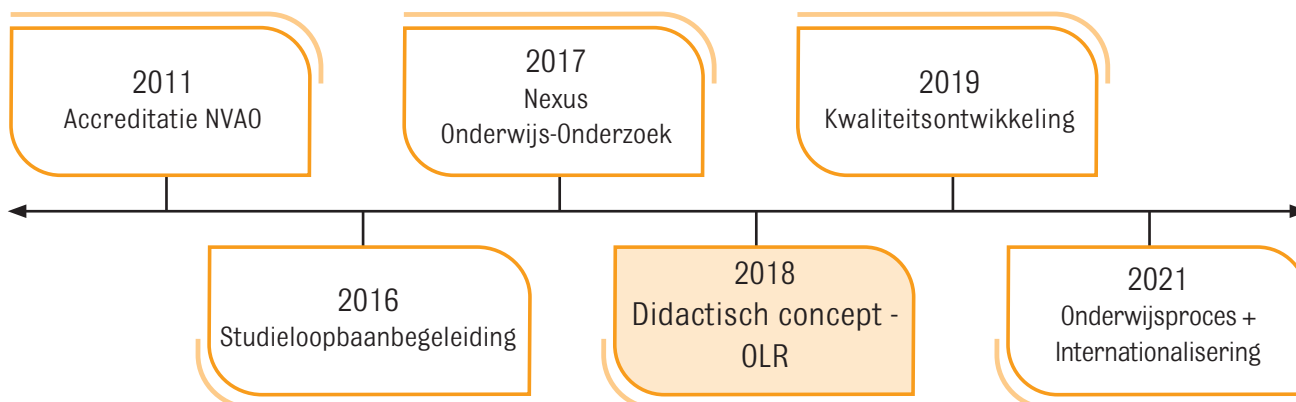 2011
Accreditatie NVAO
2017
Nexus
Onderwijs-Onderzoek
2019
Kwaliteitsontwikkeling
2016
Studieloopbaanbegeleiding
2018
Didactisch concept -
OLR
2021
Onderwijsproces +
Internationalisering